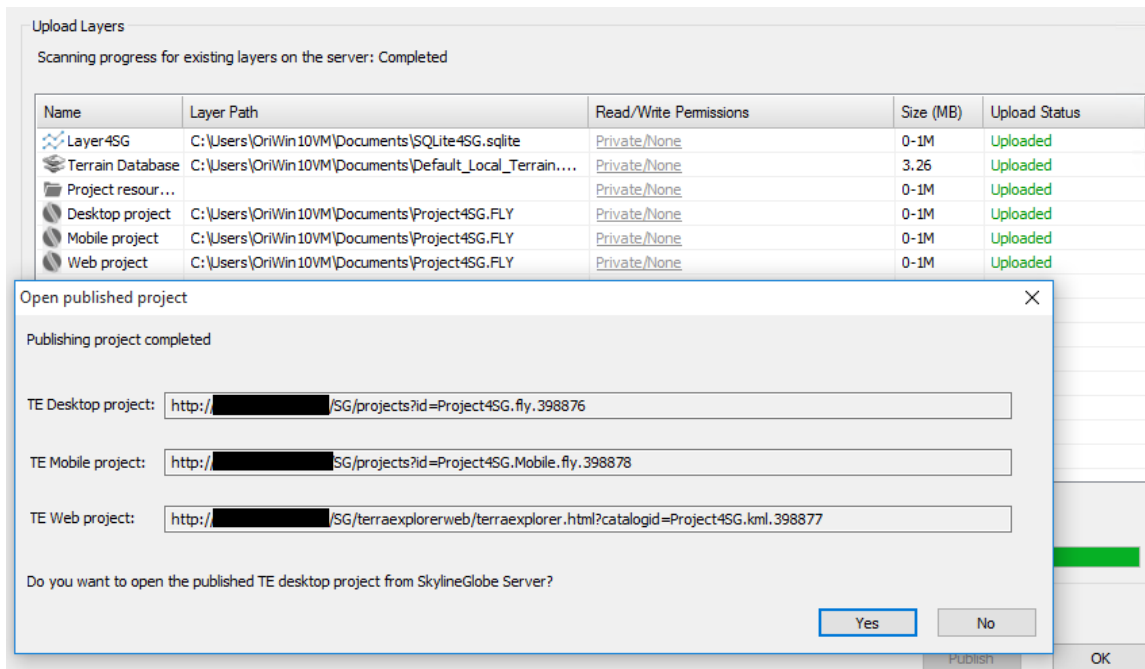 Upload Layers
Scanning progress for existing layers on the server: Completed
Name Layer Path Read/Write Permissions Size (MB) Upload Status
Layer4SG C:\Users\OriWin10VM\Documents\SQLite4SG.sqlite Private/None 0-1M Uploaded
Terrain Database C:\Users\OriWin10VM\Documents\Default_Local_Terrain.... Private/None 3.26 Uploaded
Project resour... Private/None 0-1M Uploaded
Desktop project C:\Users\OriWin10VM\Documents\Project4SG.FLY Private/None 0-1M Uploaded
Mobile project C:\Users\OriWin10VM\Documents\Project4SG.FLY Private/None 0-1M Uploaded
Web project C:\Users\OriWin10VM\Documents\Project4SG.FLY Private/None 0-1M Uploaded
Open published project
Publishing project completed
TE Desktop project: http:// /SG/projects?id=Project4SG.fly.398876
TE Mobile project: http:// /SG/projects?id=Project4SG.Mobile.fly.398878
TE Web project: http:// /SG/terraexplorerweb/terraexplorer.html?catalogid=Project4SG.kml.398877
Do you want to open the published TE desktop project from SkylineGlobe Server?
Yes No
Publish OK